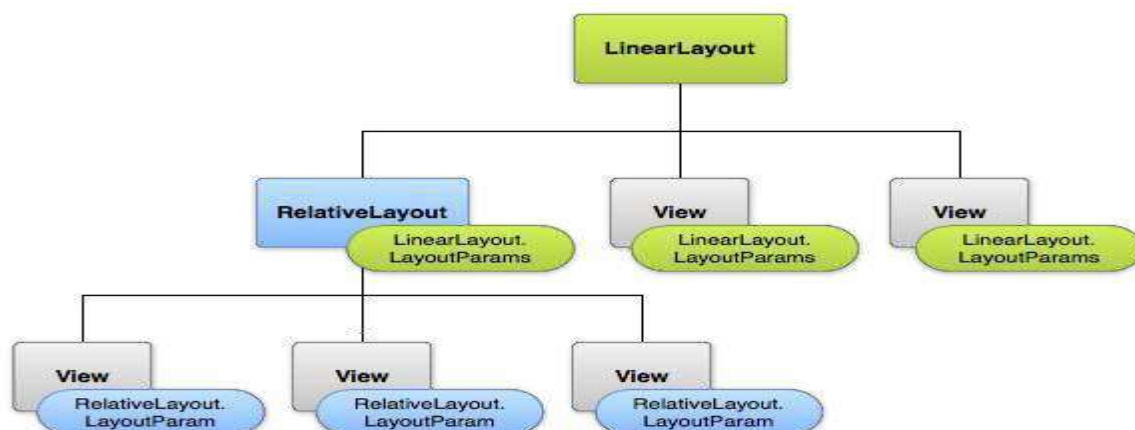 LinearLayout
RelativeLayout
LinearLayout.
LayoutParams
View
LinearLayout.
LayoutParams
View
LinearLayout.
LayoutParams
View
RelativeLayout.
LayoutParam
View
RelativeLayout.
LayoutParam
View
RelativeLayout.
LayoutParam